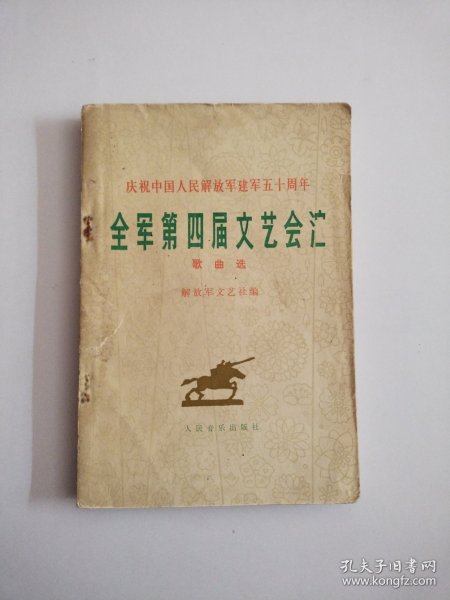 庆祝中国人民解放军建军五十周年
全军第四届文艺会汇
歌曲选
解放军文艺社编
人民音乐出版社
孔夫子旧书网
www.kongfz.com